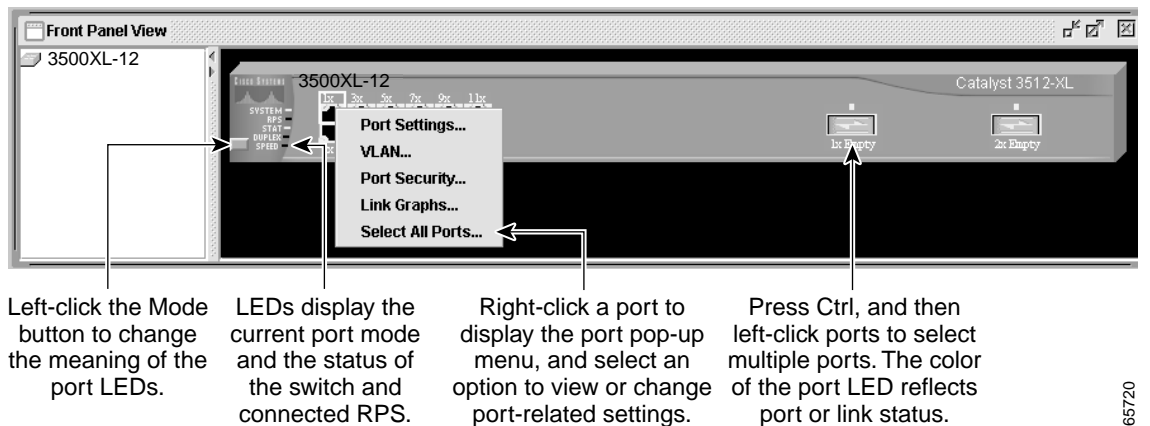 Front Panel View
3500XL-12
CISCO SYSTEMS
3500XL-12
Catalyst 3512-XL
1x 3x 5x 7x 9x 11x
SYSTEM
RPS
STAT
DUPLEX
SPEED
Port Settings...
VLAN...
Port Security...
Link Graphs...
Select All Ports...
1x Empty
2x Empty
Left-click the Mode
button to change
the meaning of the
port LEDs.
LEDs display the
current port mode
and the status of
the switch and
connected RPS.
Right-click a port to
display the port pop-up
menu, and select an
option to view or change
port-related settings.
Press Ctrl, and then
left-click ports to select
multiple ports. The color
of the port LED reflects
port or link status.
65720